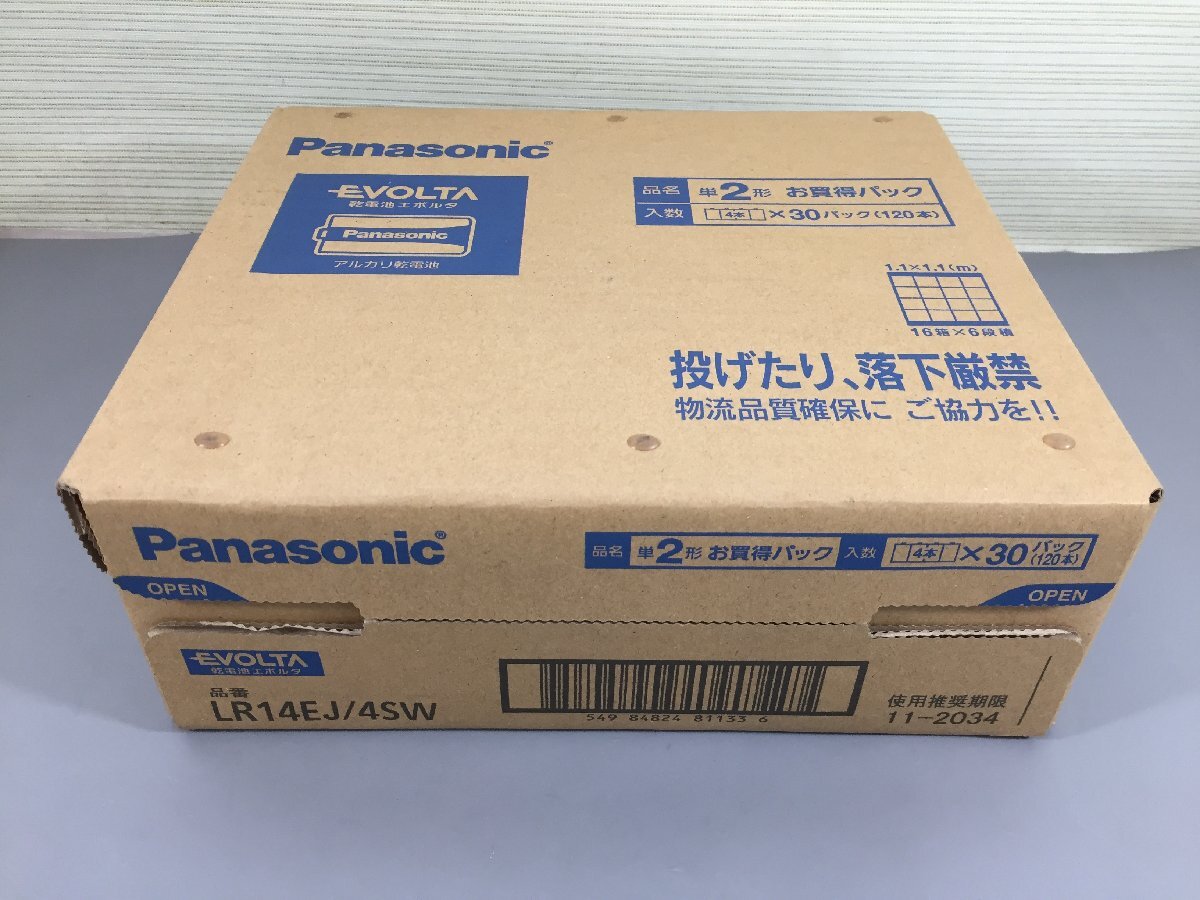 Panasonic®
EVOLTA
乾電池エボルタ
Panasonic
アルカリ乾電池
品名 単2形 お買得パック
入数 4本×30パック(120本)
1.1×1.1(m)
16箱×6段積
投げたり、落下厳禁
物流品質確保に ご協力を!!
Panasonic®
品名 単2形 お買得パック 入数 4本×30パック(120本)
OPEN
OPEN
EVOLTA
乾電池エボルタ
品番
LR14EJ/4SW
549 84824 81133 6
使用推奨期限
11-2034